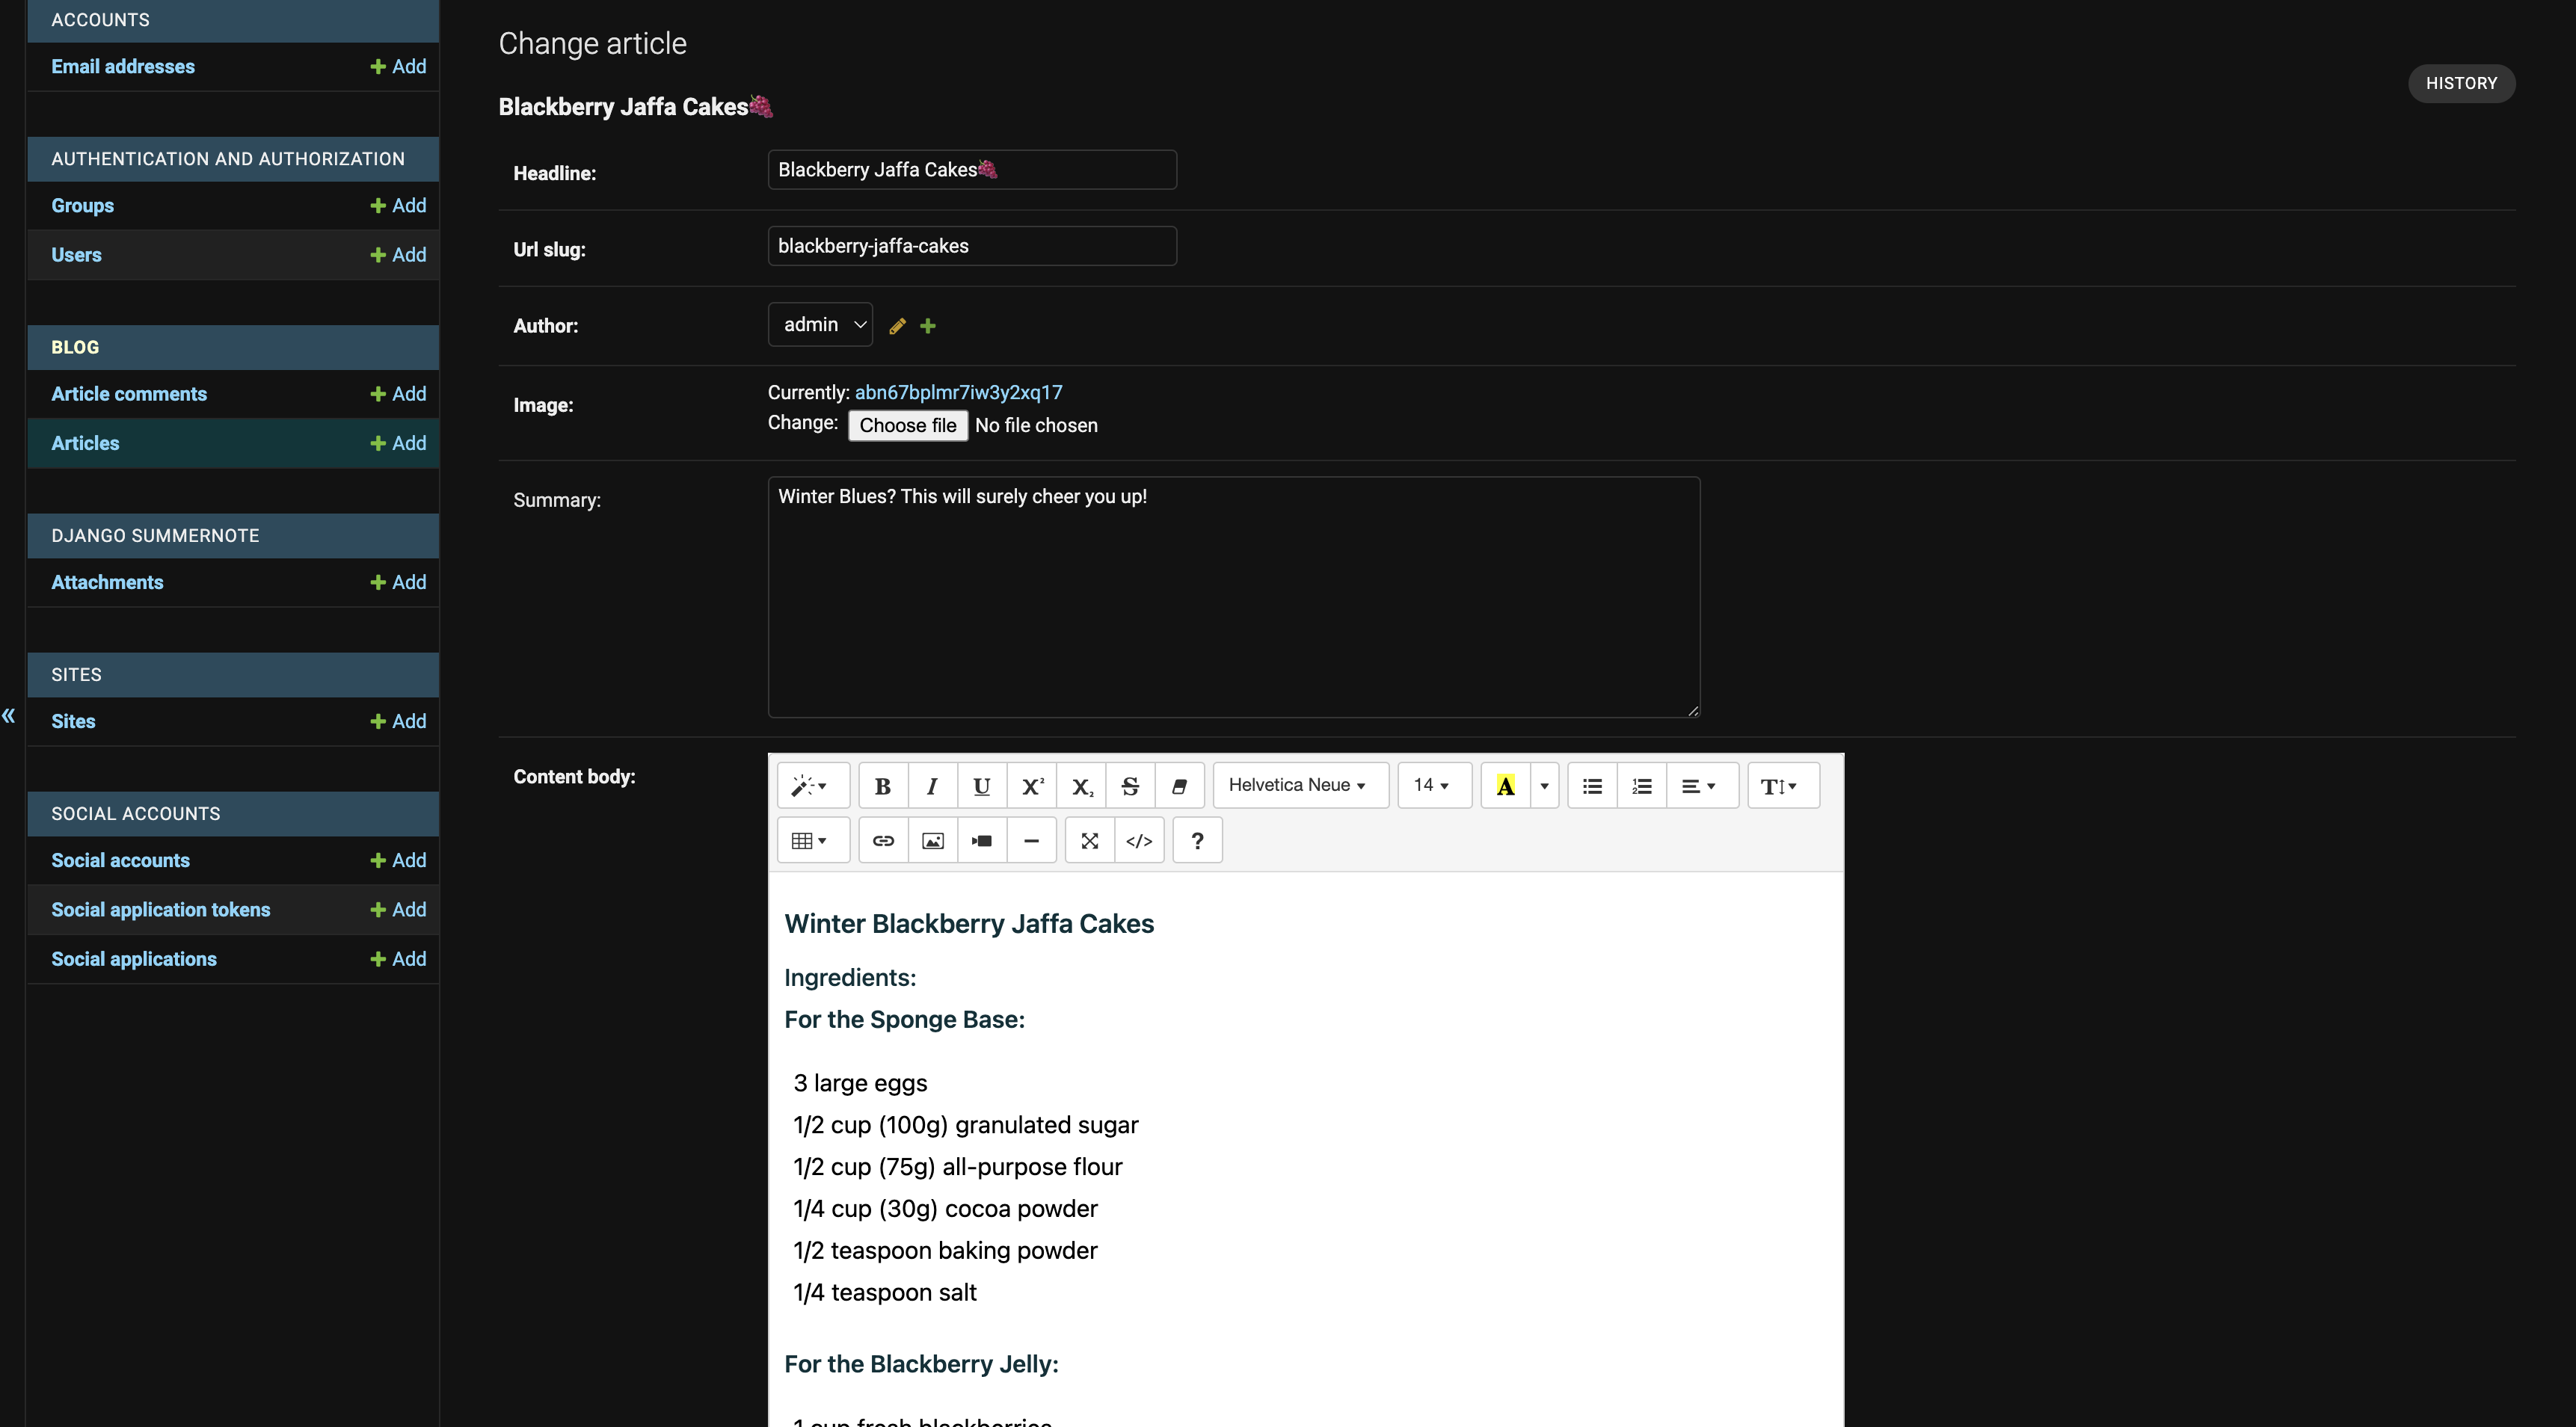 ACCOUNTS
Email addresses + Add
AUTHENTICATION AND AUTHORIZATION
Groups + Add
Users + Add
BLOG
Article comments + Add
Articles + Add
DJANGO SUMMERNOTE
Attachments + Add
SITES
Sites + Add
SOCIAL ACCOUNTS
Social accounts + Add
Social application tokens + Add
Social applications + Add
«
Change article
HISTORY
Blackberry Jaffa Cakes🍇
Headline: Blackberry Jaffa Cakes🍇
Url slug: blackberry-jaffa-cakes
Author: admin
Image: Currently: abn67bplmr7iw3y2xq17
Change: Choose file No file chosen
Summary: Winter Blues? This will surely cheer you up!
Content body:
B I U X² X₂ S Helvetica Neue 14 A T
</> ?
Winter Blackberry Jaffa Cakes
Ingredients:
For the Sponge Base:
3 large eggs
1/2 cup (100g) granulated sugar
1/2 cup (75g) all-purpose flour
1/4 cup (30g) cocoa powder
1/2 teaspoon baking powder
1/4 teaspoon salt
For the Blackberry Jelly:
1 cup fresh blackberries